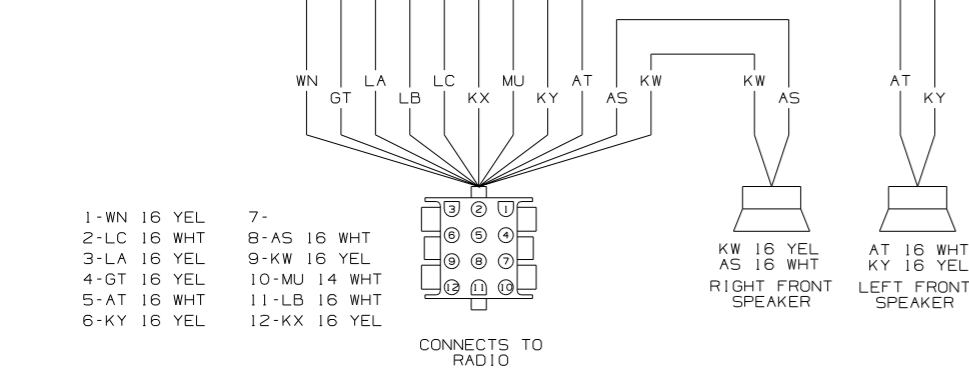 WN
GT
LA
LB
LC
KX
MU
KY
AT
AS
KW
KW
AS
AT
KY
1-WN 16 YEL
2-LC 16 WHT
3-LA 16 YEL
4-GT 16 YEL
5-AT 16 WHT
6-KY 16 YEL
7-
8-AS 16 WHT
9-KW 16 YEL
10-MU 14 WHT
11-LB 16 WHT
12-KX 16 YEL
3 2 1
6 5 4
9 8 7
12 11 10
CONNECTS TO
RADIO
KW 16 YEL
AS 16 WHT
RIGHT FRONT
SPEAKER
AT 16 WHT
KY 16 YEL
LEFT FRONT
SPEAKER